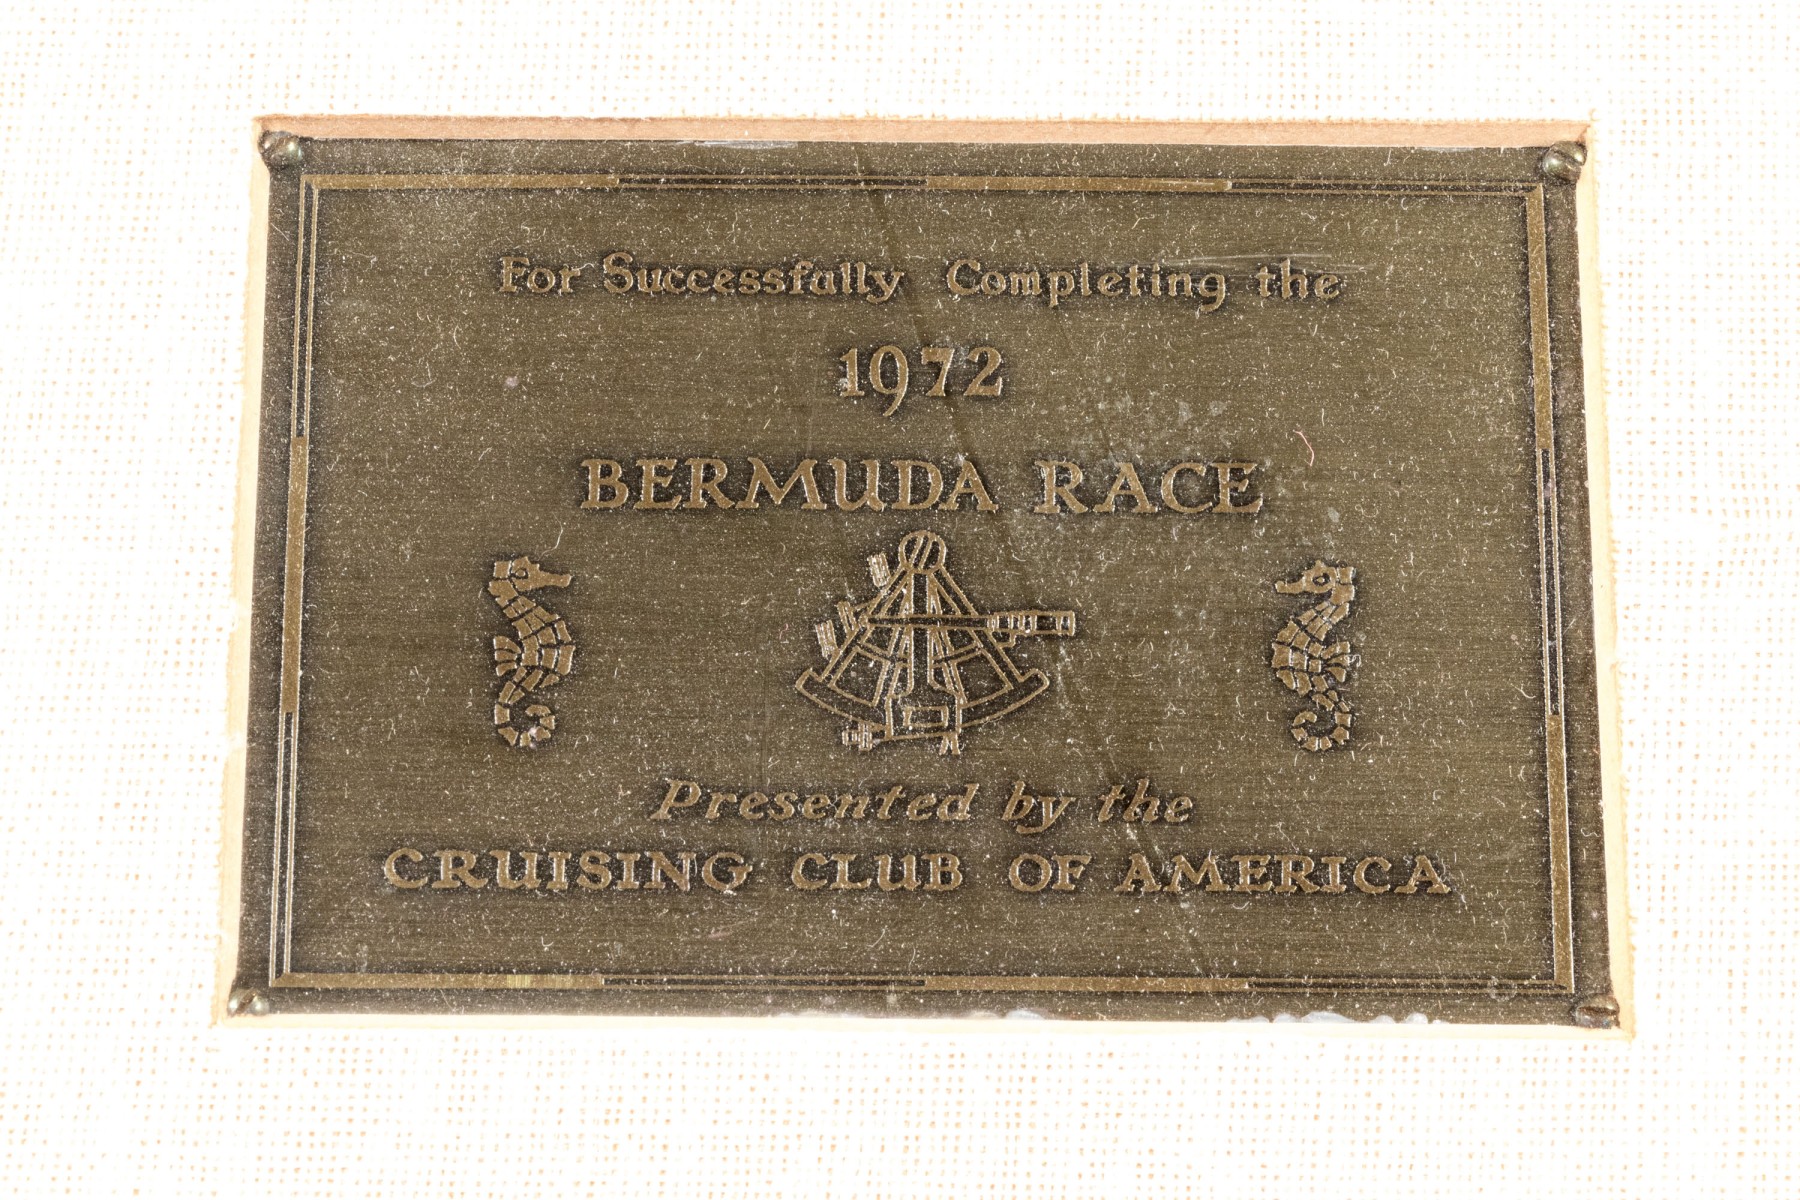 For Successfully Completing the
1972
BERMUDA RACE
Presented by the
CRUISING CLUB OF AMERICA